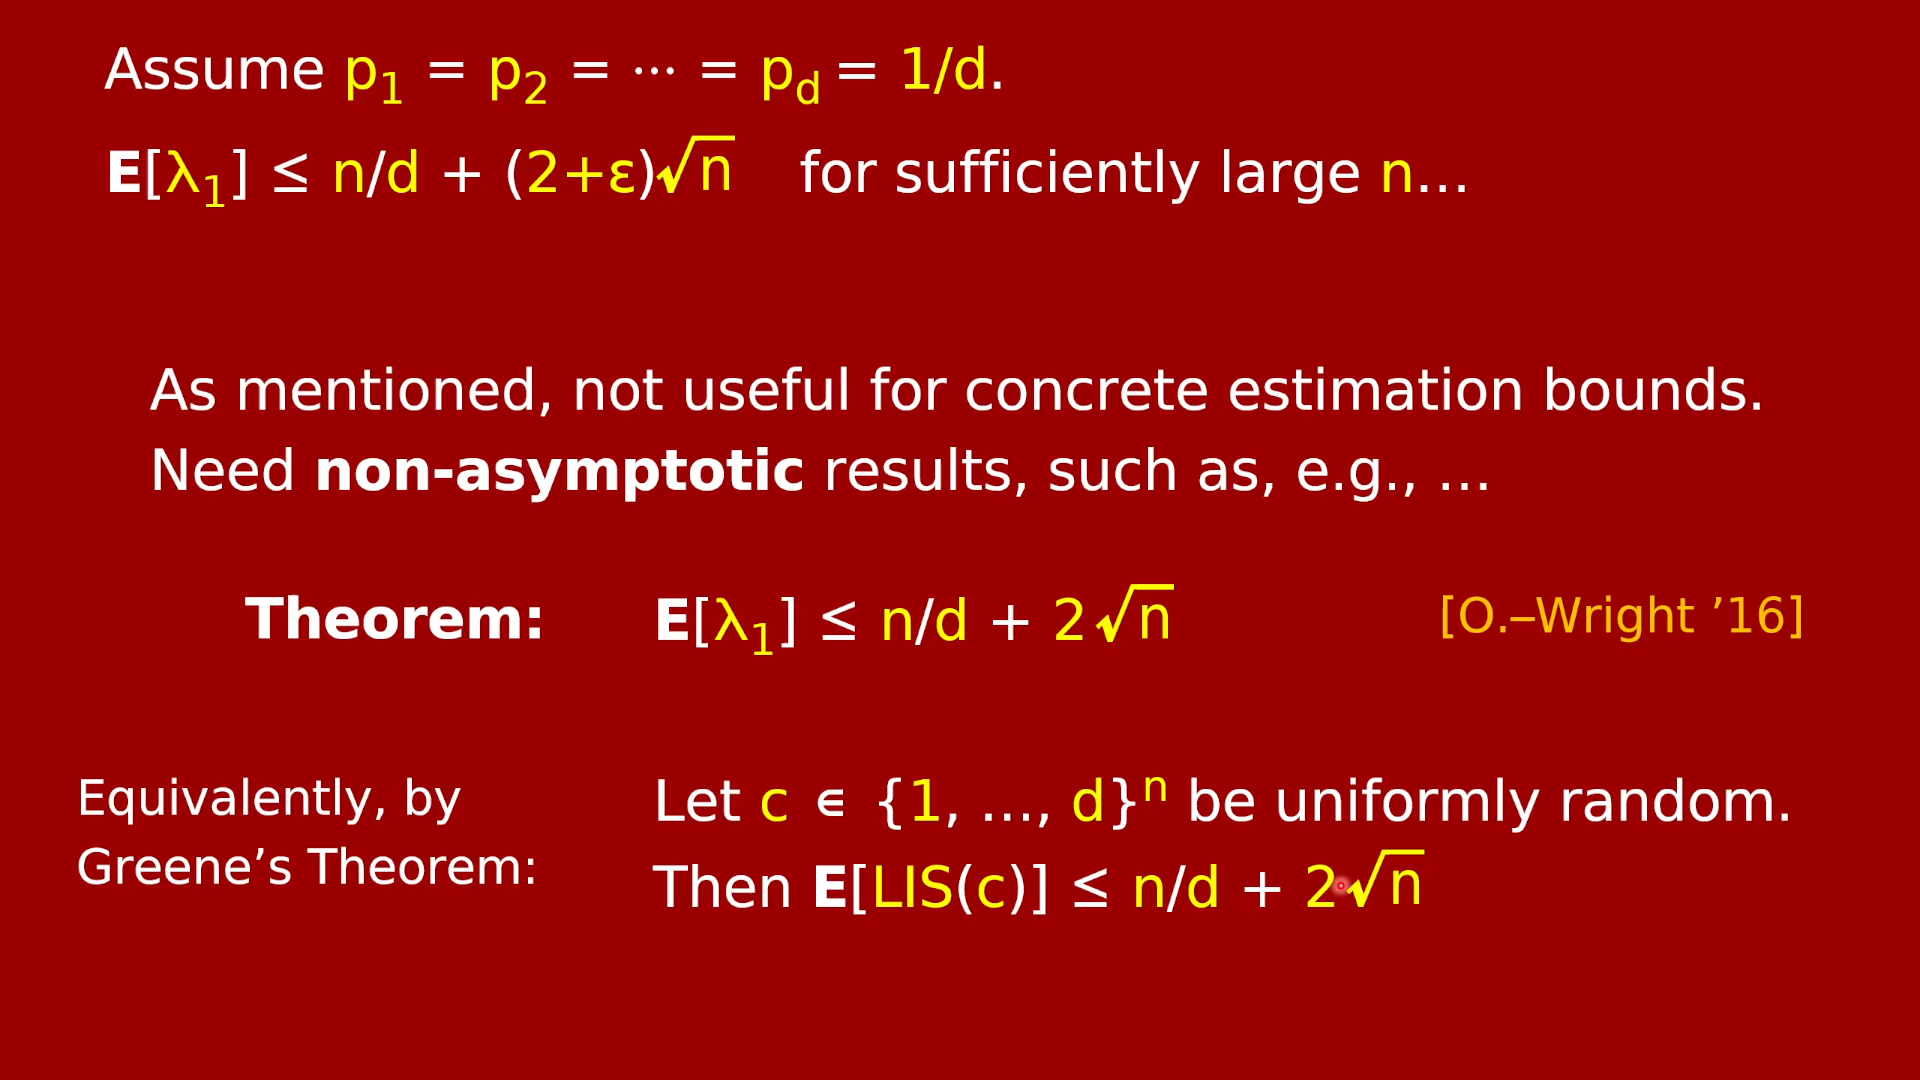 Assume p₁ = p₂ = ⋯ = p_d = 1/d.
E[λ₁] ≤ n/d + (2+ε)√n for sufficiently large n…
As mentioned, not useful for concrete estimation bounds.
Need non-asymptotic results, such as, e.g., …
Theorem: E[λ₁] ≤ n/d + 2√n [O.–Wright ’16]
Equivalently, by
Greene’s Theorem:
Let c ∊ {1, …, d}ⁿ be uniformly random.
Then E[LIS(c)] ≤ n/d + 2√n